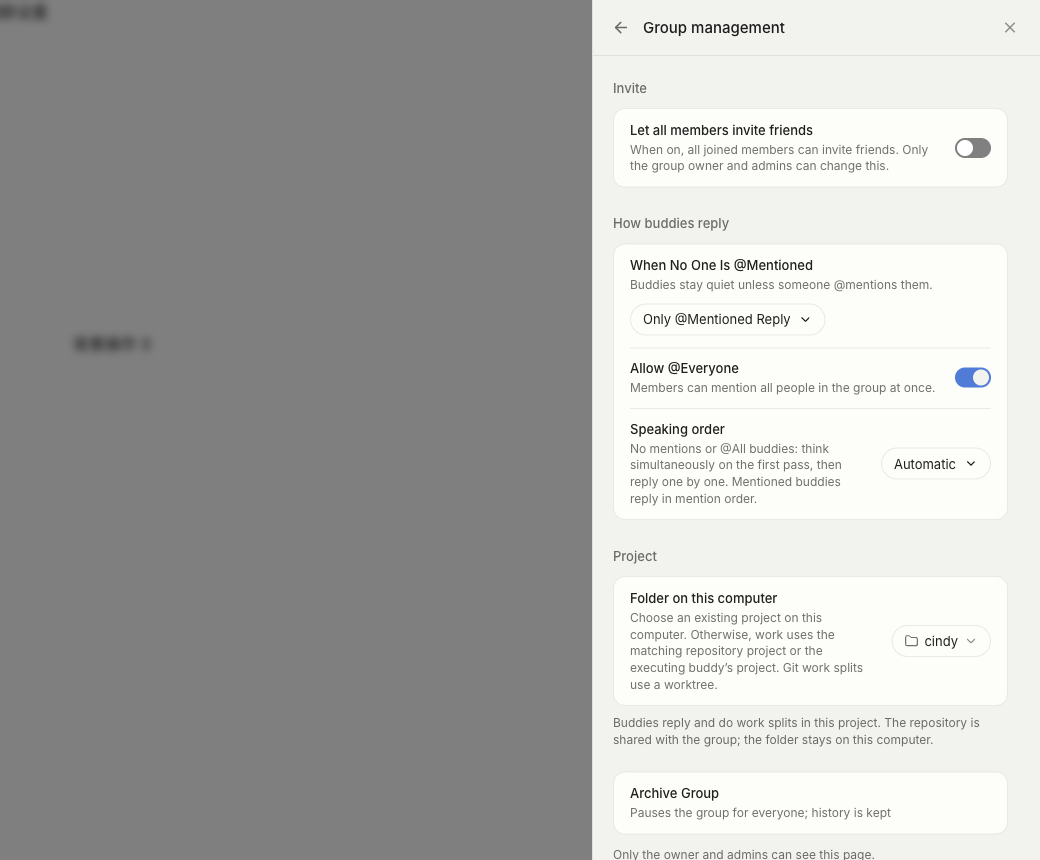 Group management
Invite
Let all members invite friends
When on, all joined members can invite friends. Only
the group owner and admins can change this.
How buddies reply
When No One Is @Mentioned
Buddies stay quiet unless someone @mentions them.
Only @Mentioned Reply
Allow @Everyone
Members can mention all people in the group at once.
Speaking order
No mentions or @All buddies: think
simultaneously on the first pass, then
reply one by one. Mentioned buddies
reply in mention order.
Automatic
Project
Folder on this computer
Choose an existing project on this
computer. Otherwise, work uses the
matching repository project or the
executing buddy’s project. Git work splits
use a worktree.
cindy
Buddies reply and do work splits in this project. The repository is
shared with the group; the folder stays on this computer.
Archive Group
Pauses the group for everyone; history is kept
Only the owner and admins can see this page.